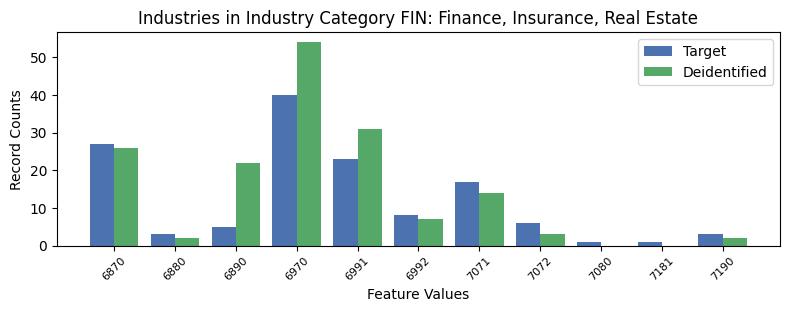 Industries in Industry Category FIN: Finance, Insurance, Real Estate
Target
Deidentified
Record Counts
50
40
30
20
10
0
6870 6880 6890 6970 6991 6992 7071 7072 7080 7181 7190
Feature Values